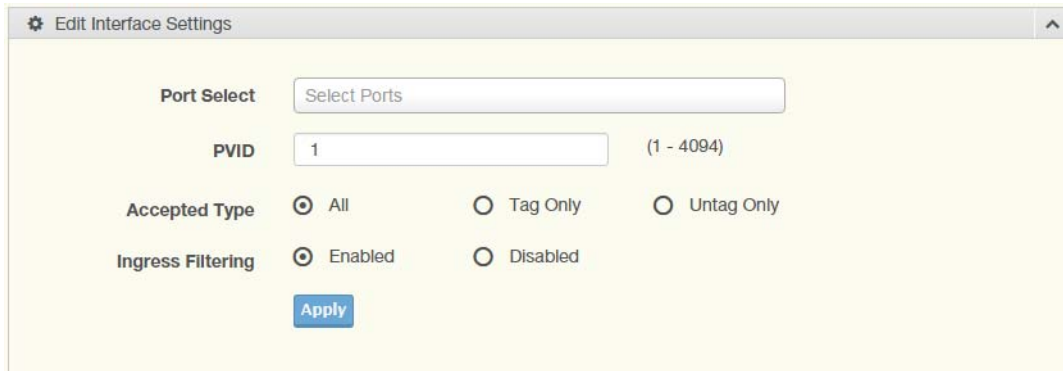 Edit Interface Settings
Port Select Select Ports
PVID 1 (1 - 4094)
Accepted Type All Tag Only Untag Only
Ingress Filtering Enabled Disabled
Apply